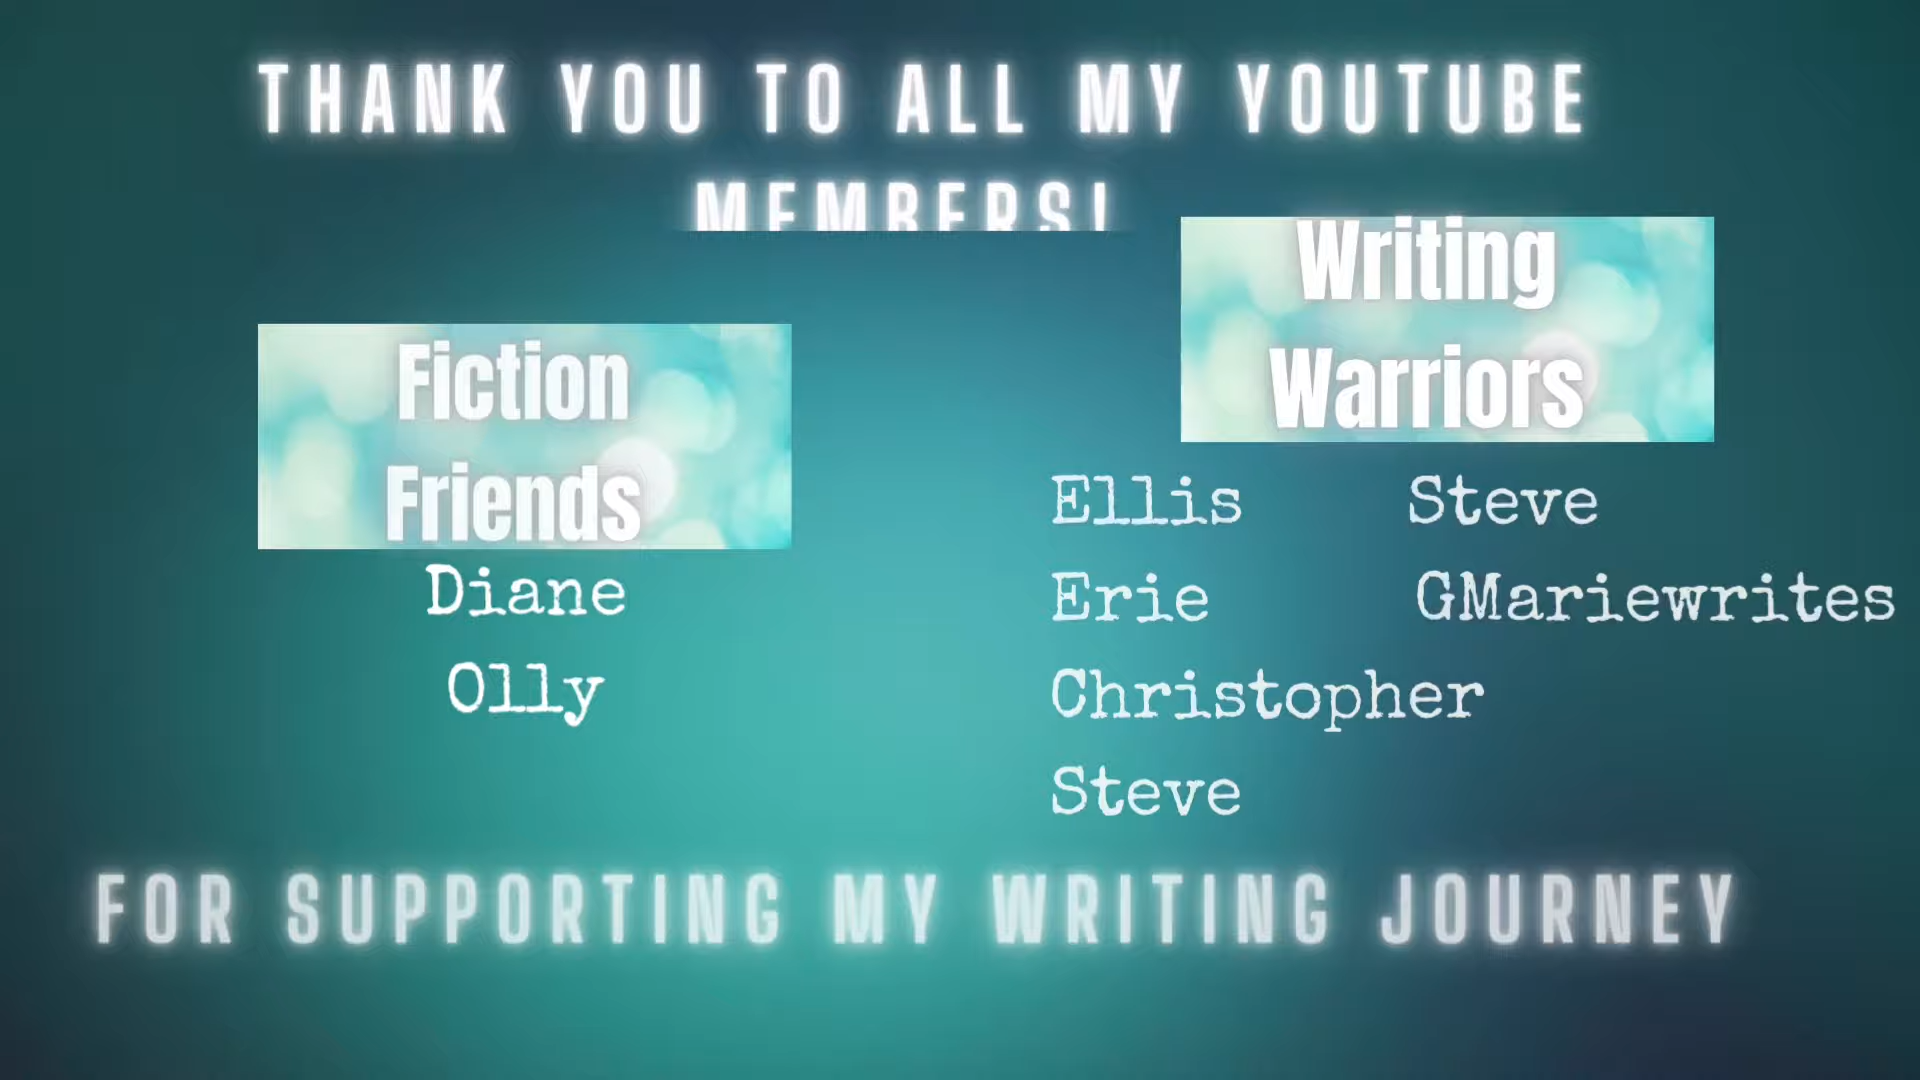 THANK YOU TO ALL MY YOUTUBE
MEMBERS!
Fiction
Friends
Diane
Olly
Writing
Warriors
Ellis
Erie
Christopher
Steve
Steve
GMariewrites
FOR SUPPORTING MY WRITING JOURNEY